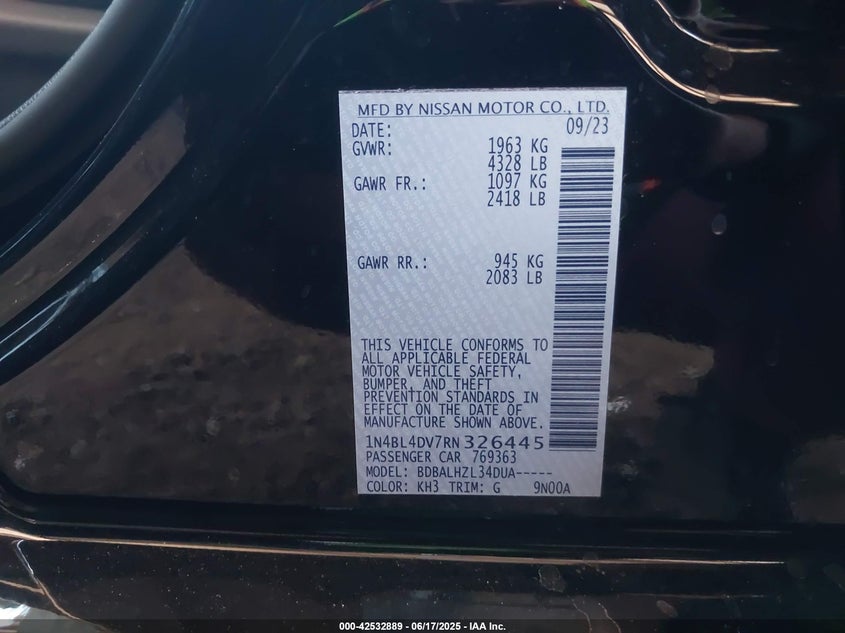 MFD BY NISSAN MOTOR CO., LTD.
DATE: 09/23
GVWR: 1963 KG
4328 LB
GAWR FR.: 1097 KG
2418 LB
GAWR RR.: 945 KG
2083 LB
THIS VEHICLE CONFORMS TO
ALL APPLICABLE FEDERAL
MOTOR VEHICLE SAFETY,
BUMPER, AND THEFT
PREVENTION STANDARDS IN
EFFECT ON THE DATE OF
MANUFACTURE SHOWN ABOVE.
1N4BL4DV7RN326445
PASSENGER CAR 769363
MODEL: BDBALHZL34DUA-----
COLOR: KH3 TRIM: G 9N00A
000-42532889 - 06/17/2025 - IAA Inc.